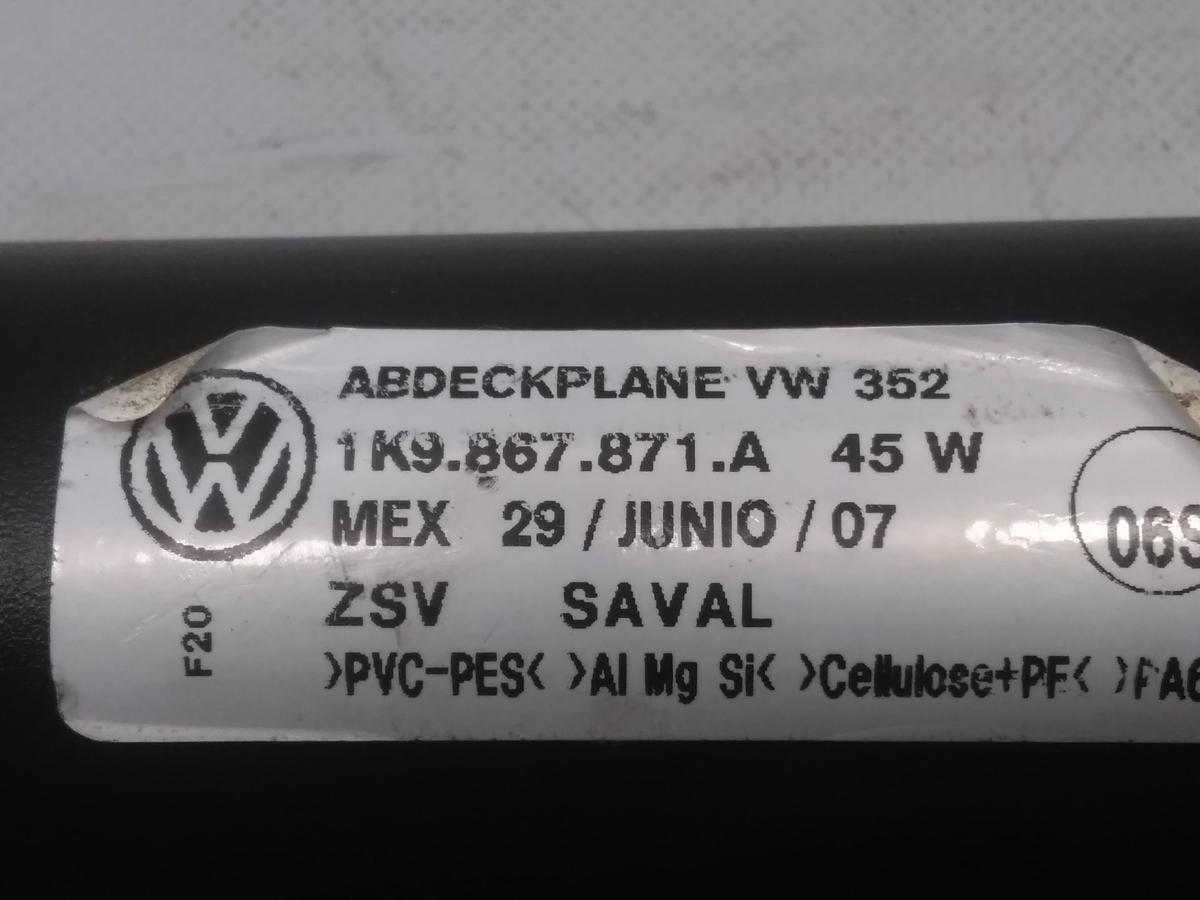 ABDECKPLANE VW 352
1K9.867.871.A 45 W
MEX 29 / JUNIO / 07
ZSV SAVAL
>PVC-PES< >Al Mg Si< >Cellulose+PF< >PA6
F20